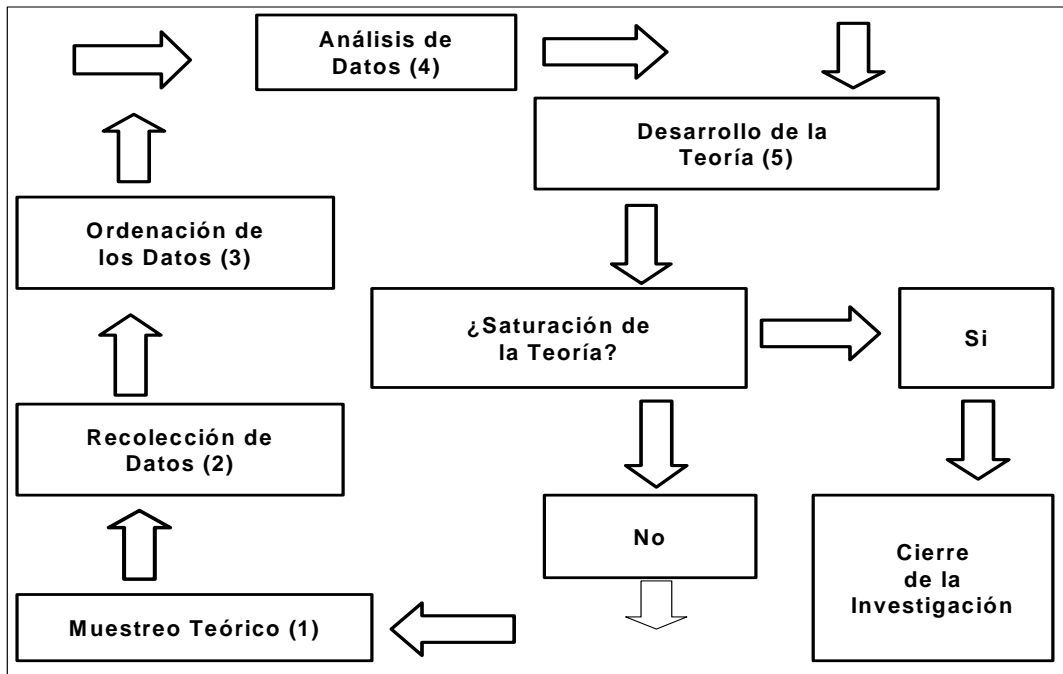 Análisis de
Datos (4)
Desarrollo de la
Teoría (5)
Ordenación de
los Datos (3)
¿Saturación de
la Teoría?
Si
Recolección de
Datos (2)
No
Cierre
de la
Investigación
Muestreo Teórico (1)